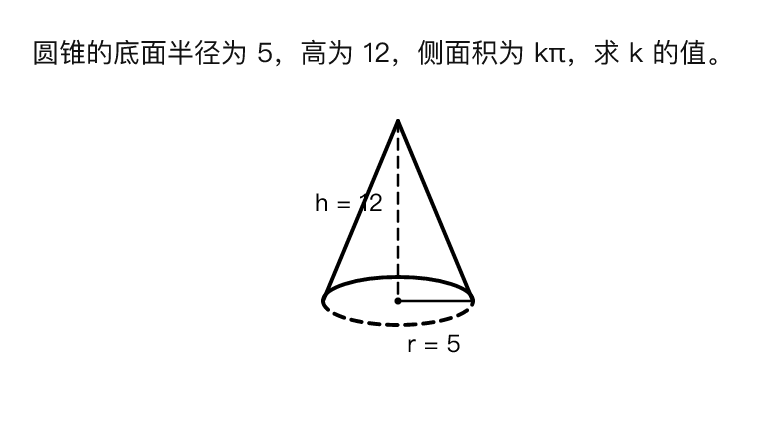 圆锥的底面半径为 5，高为 12，侧面积为 kπ，求 k 的值。
h = 12
r = 5